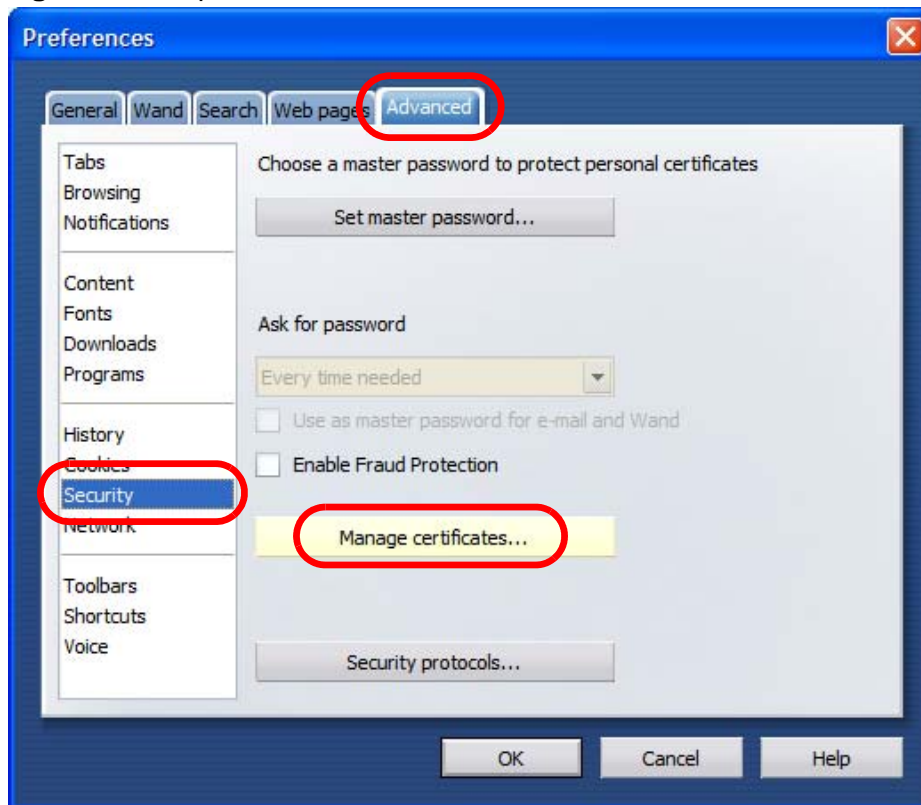 Preferences
General Wand Search Web pages Advanced
Tabs
Browsing
Notifications
Content
Fonts
Downloads
Programs
History
Cookies
Security
Network
Toolbars
Shortcuts
Voice
Choose a master password to protect personal certificates
Set master password...
Ask for password
Every time needed
Use as master password for e-mail and Wand
Enable Fraud Protection
Manage certificates...
Security protocols...
OK Cancel Help